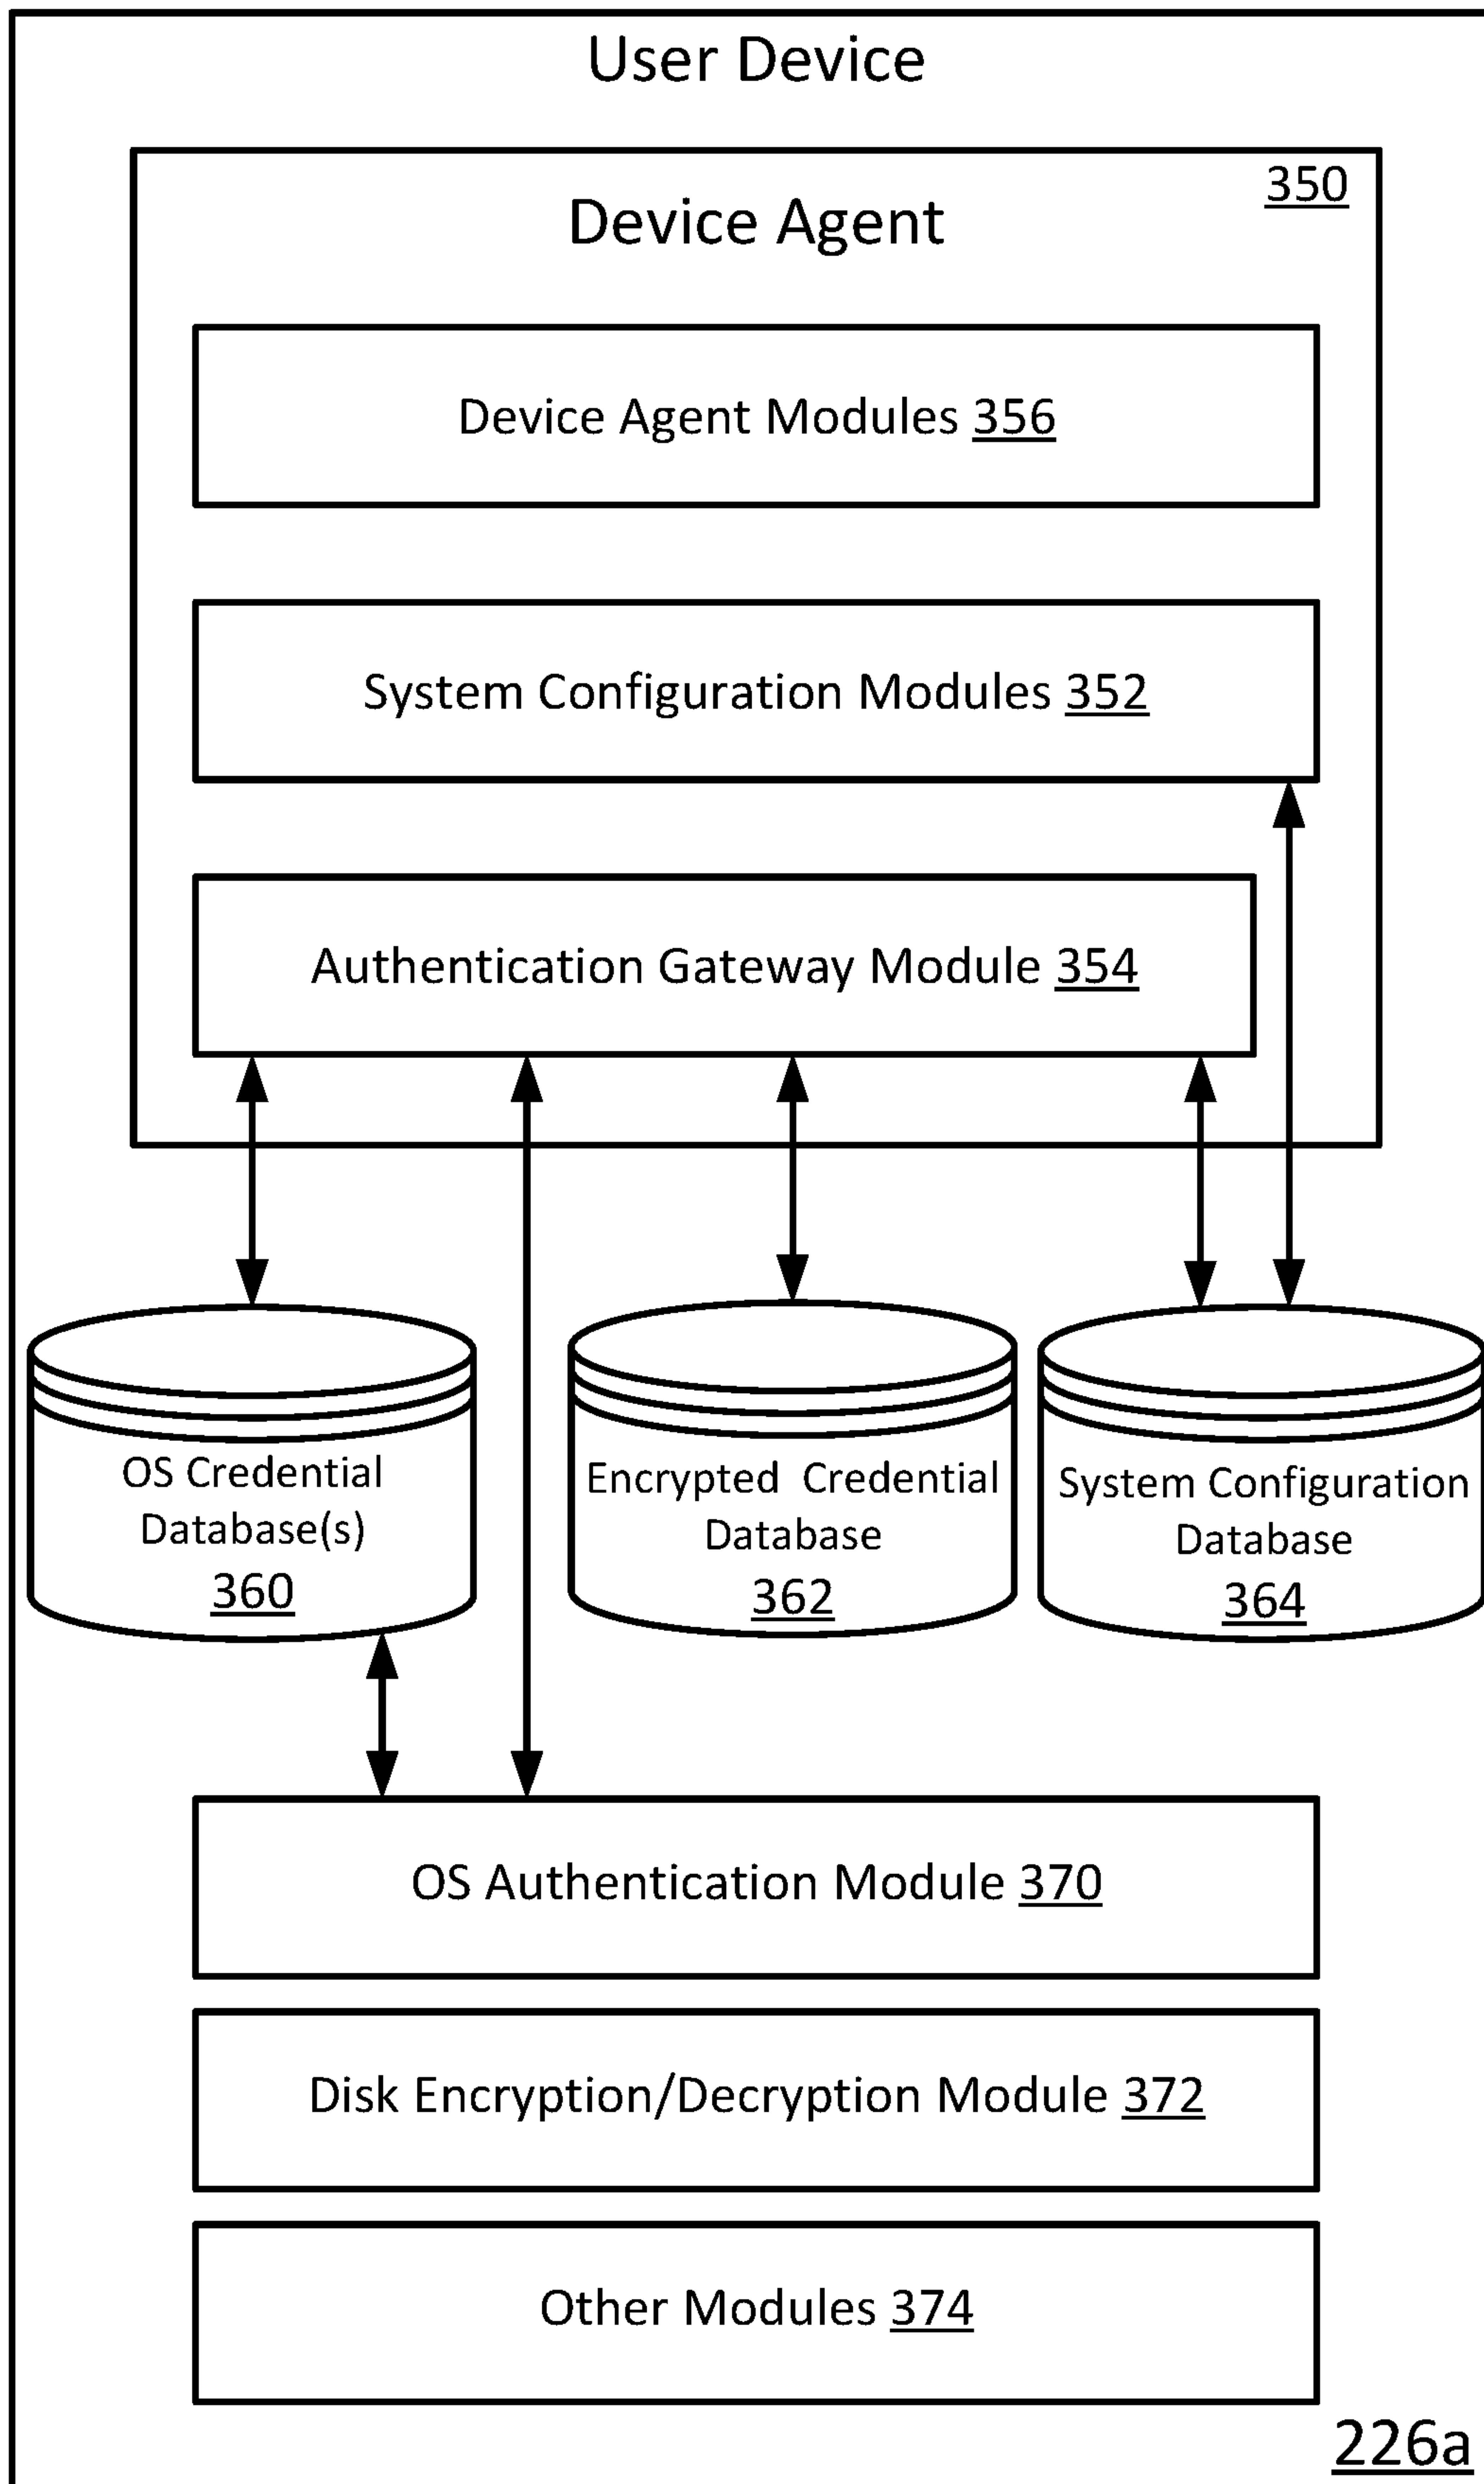 User Device
350
Device Agent
Device Agent Modules 356
System Configuration Modules 352
Authentication Gateway Module 354
OS Credential
Database(s)
360
Encrypted Credential
Database
362
System Configuration
Database
364
OS Authentication Module 370
Disk Encryption/Decryption Module 372
Other Modules 374
226a